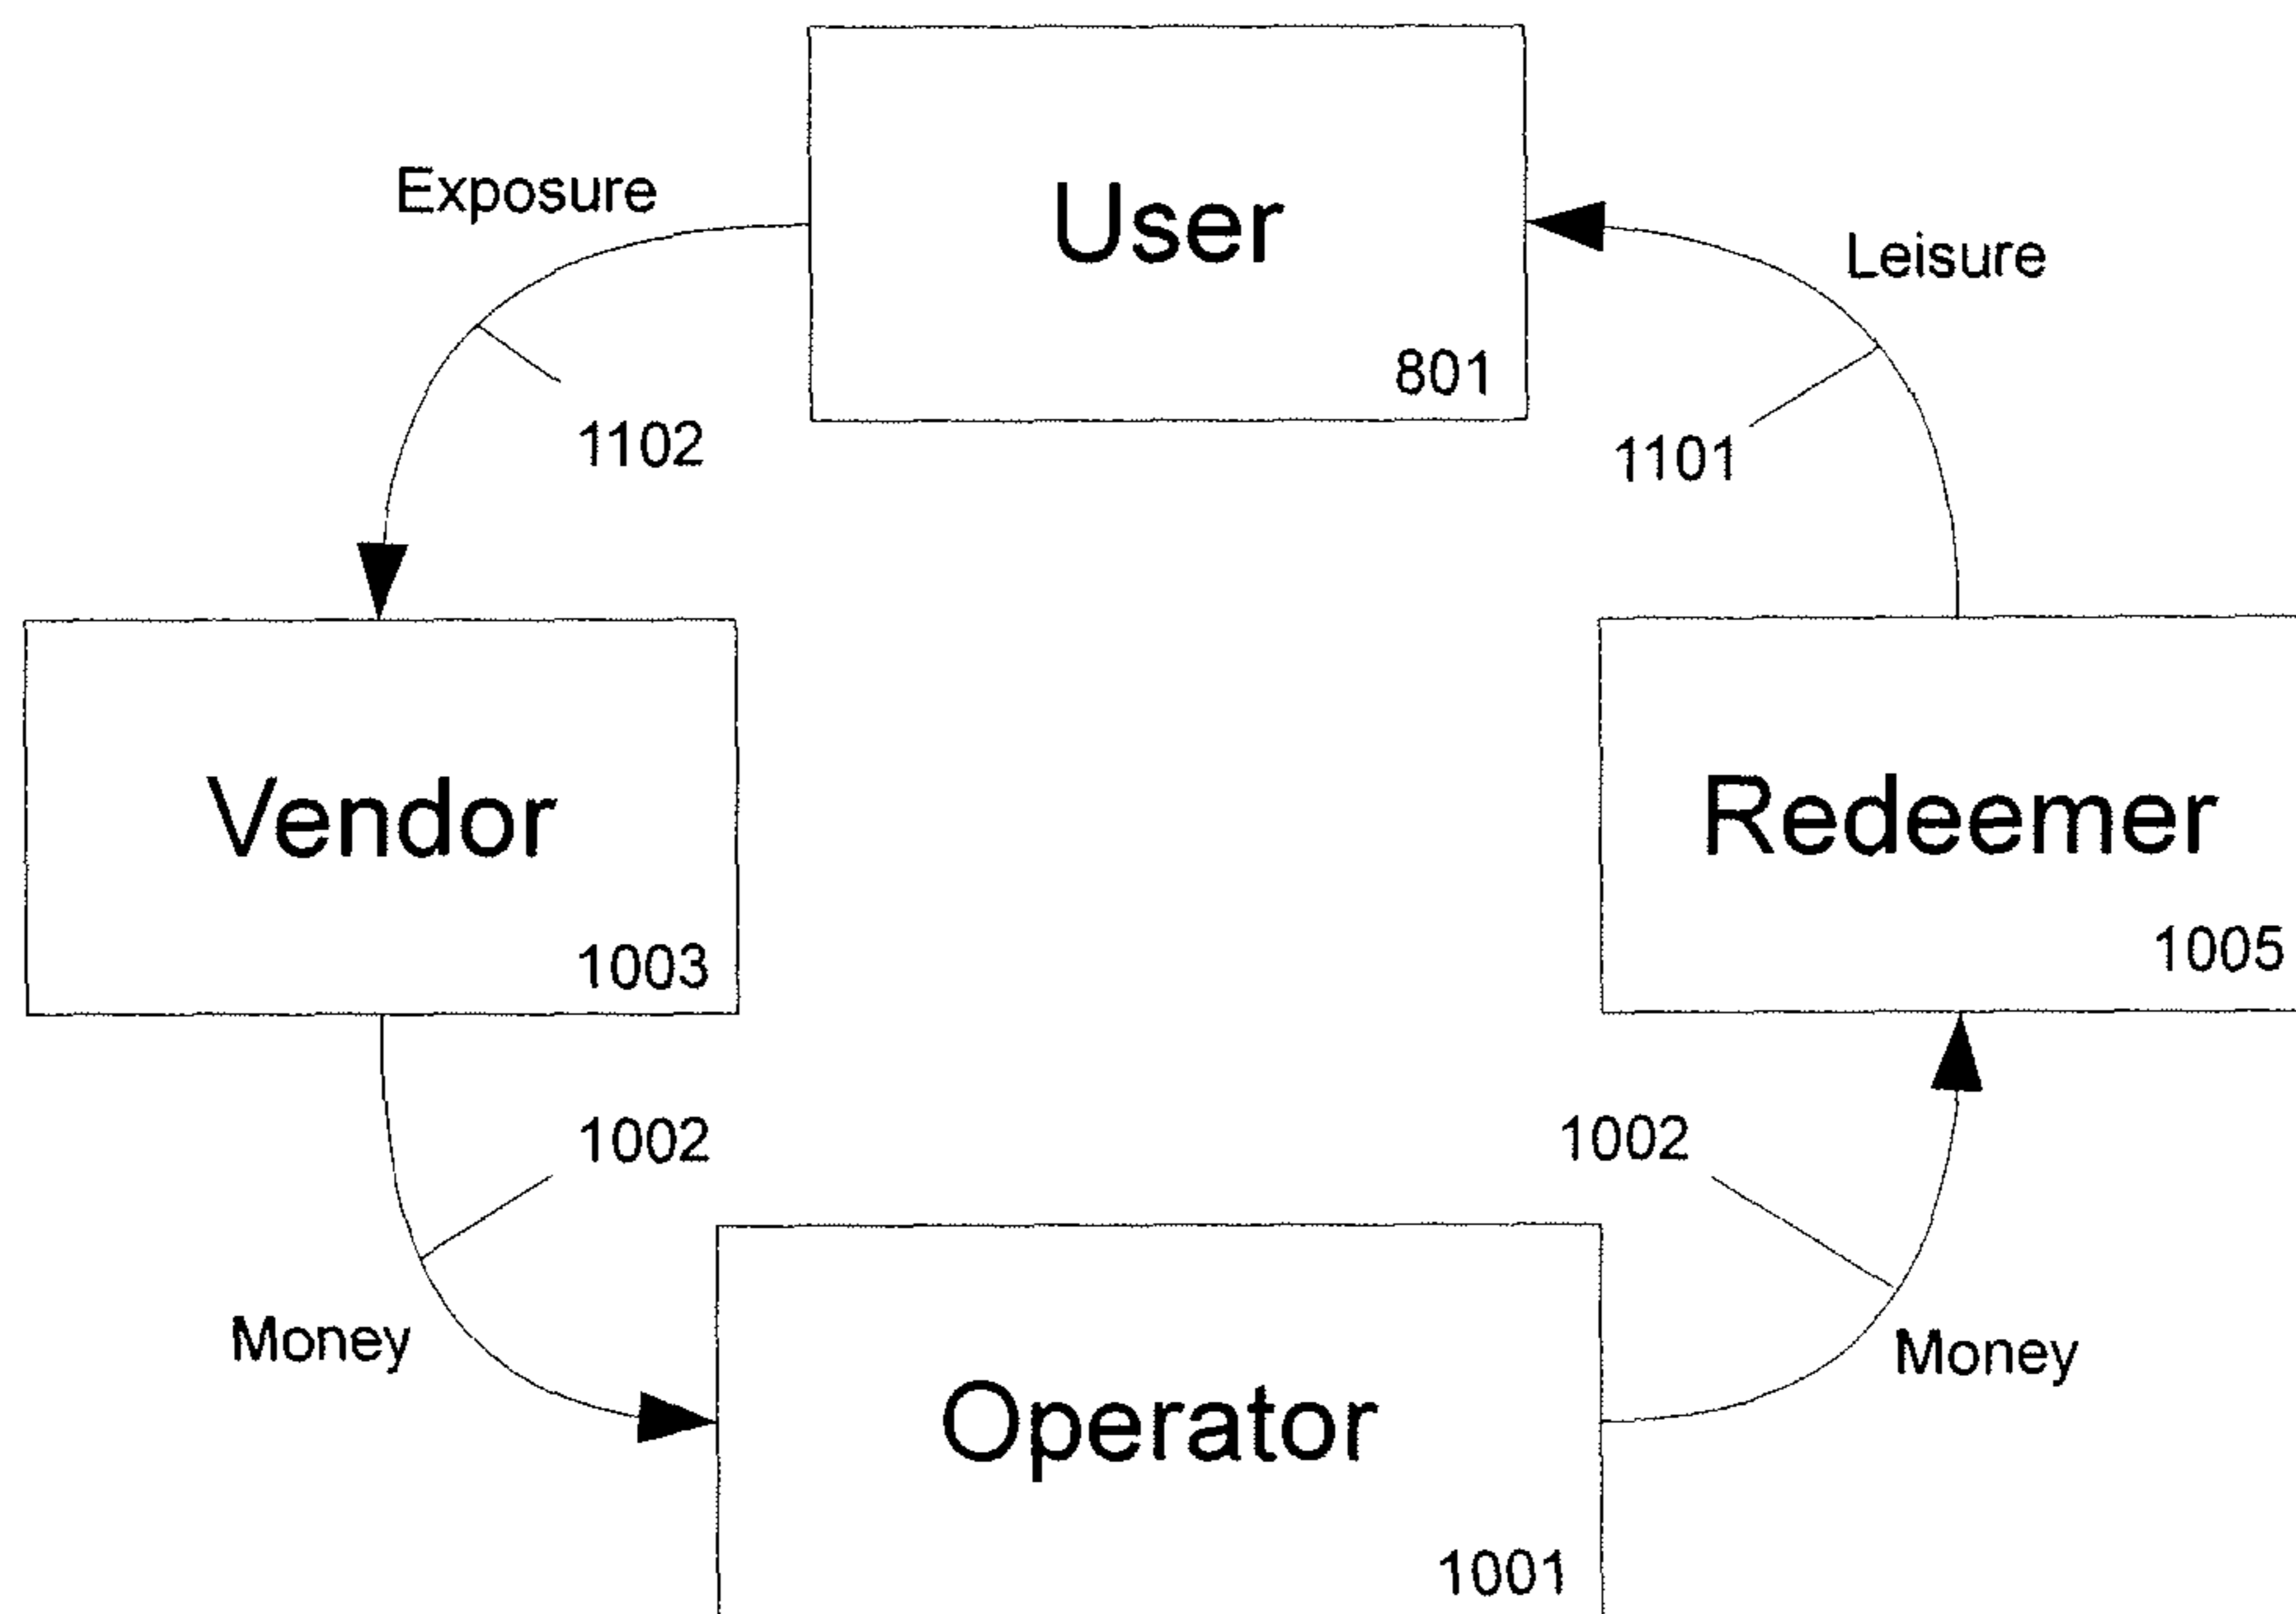 Exposure
User
Leisure
801
1102
1101
Vendor
Redeemer
1003
1005
1002
1002
Money
Money
Operator
1001